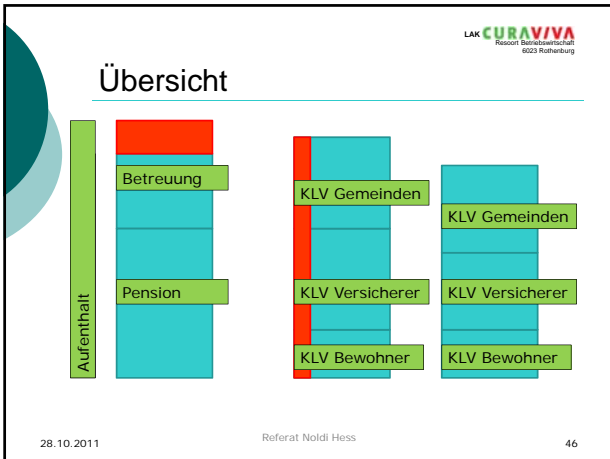 LAK CURAVIVA
Resoort Betriebswirtschaft
6023 Rothenburg
Übersicht
Aufenthalt
Betreuung
Pension
KLV Gemeinden
KLV Versicherer
KLV Bewohner
KLV Gemeinden
KLV Versicherer
KLV Bewohner
28.10.2011
Referat Noldi Hess
46